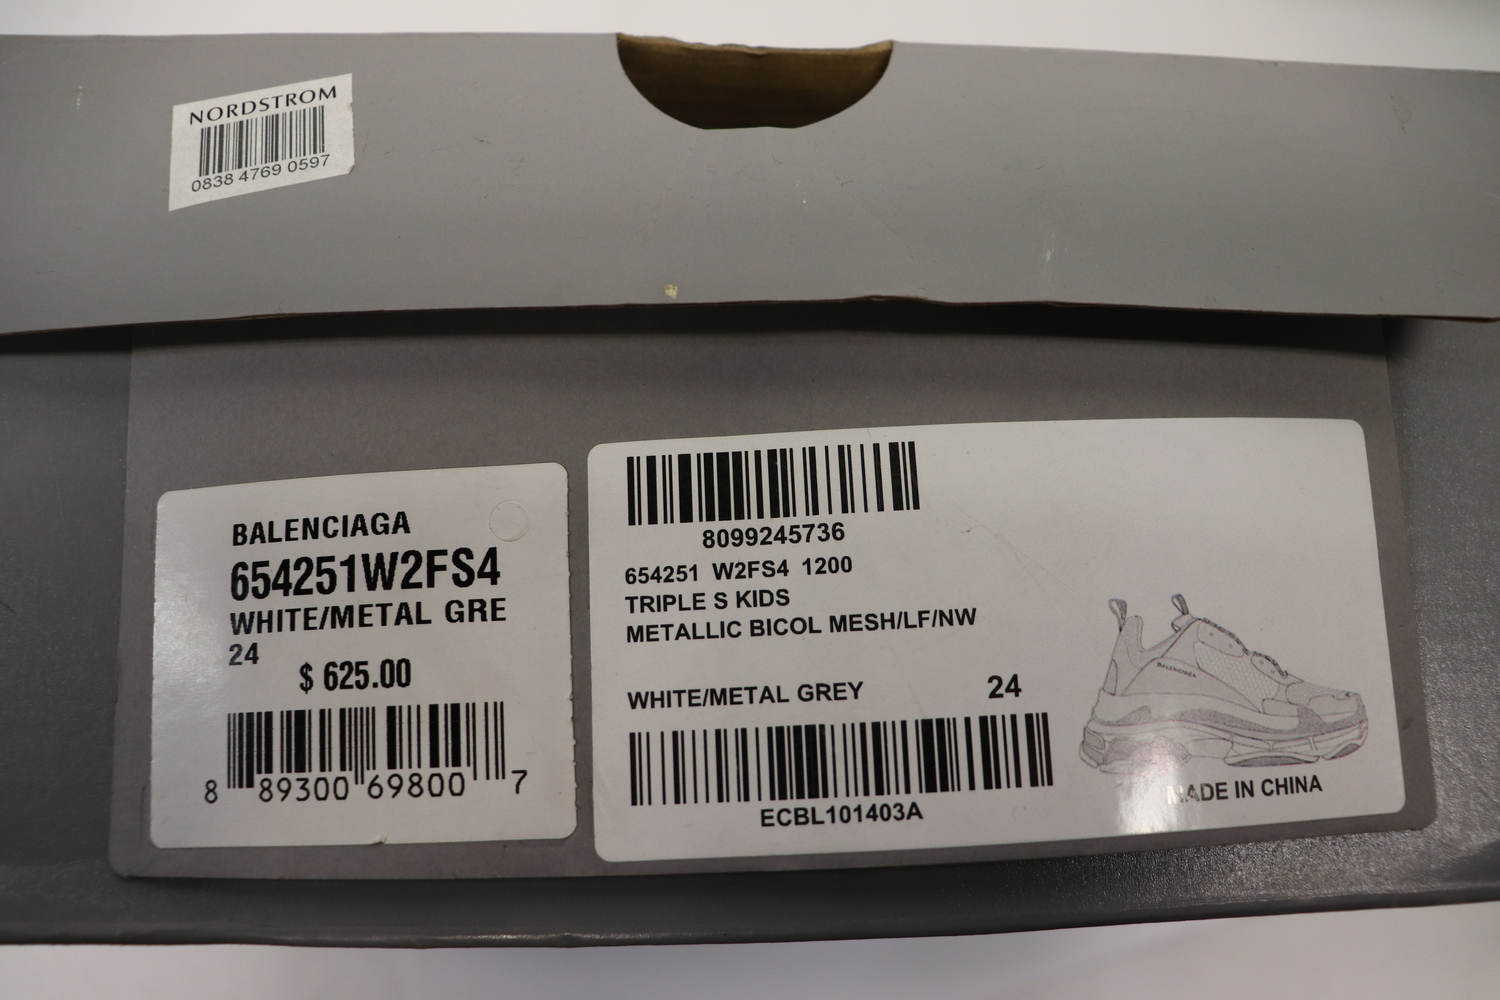 NORDSTROM
0838 4769 0597
BALENCIAGA
654251W2FS4
WHITE/METAL GRE
24
$ 625.00
8 89300 69800 7
8099245736
654251 W2FS4 1200
TRIPLE S KIDS
METALLIC BICOL MESH/LF/NW
WHITE/METAL GREY 24
ECBL101403A
BALENCIAGA
MADE IN CHINA